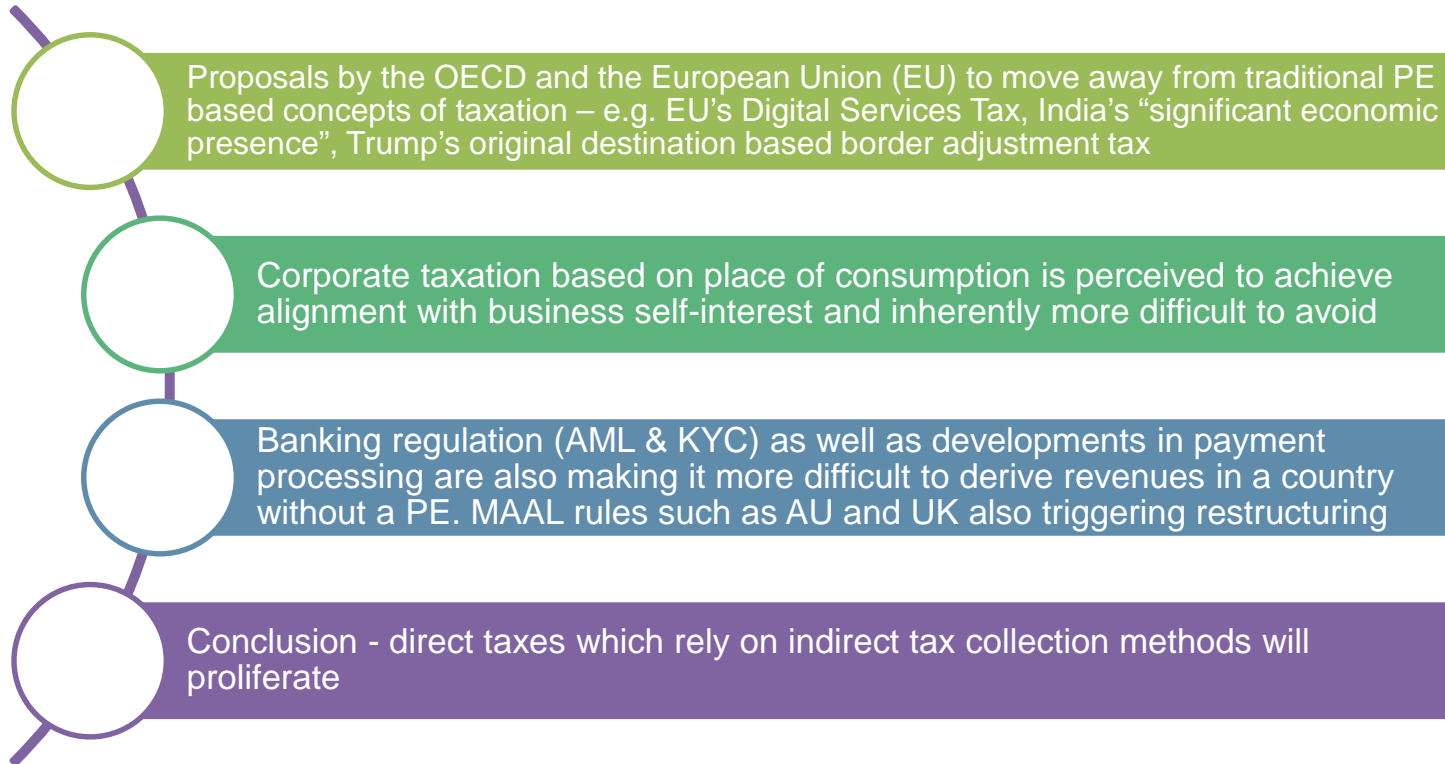 Proposals by the OECD and the European Union (EU) to move away from traditional PE
based concepts of taxation – e.g. EU's Digital Services Tax, India's “significant economic
presence”, Trump's original destination based border adjustment tax
Corporate taxation based on place of consumption is perceived to achieve
alignment with business self-interest and inherently more difficult to avoid
Banking regulation (AML & KYC) as well as developments in payment
processing are also making it more difficult to derive revenues in a country
without a PE. MAAL rules such as AU and UK also triggering restructuring
Conclusion - direct taxes which rely on indirect tax collection methods will
proliferate